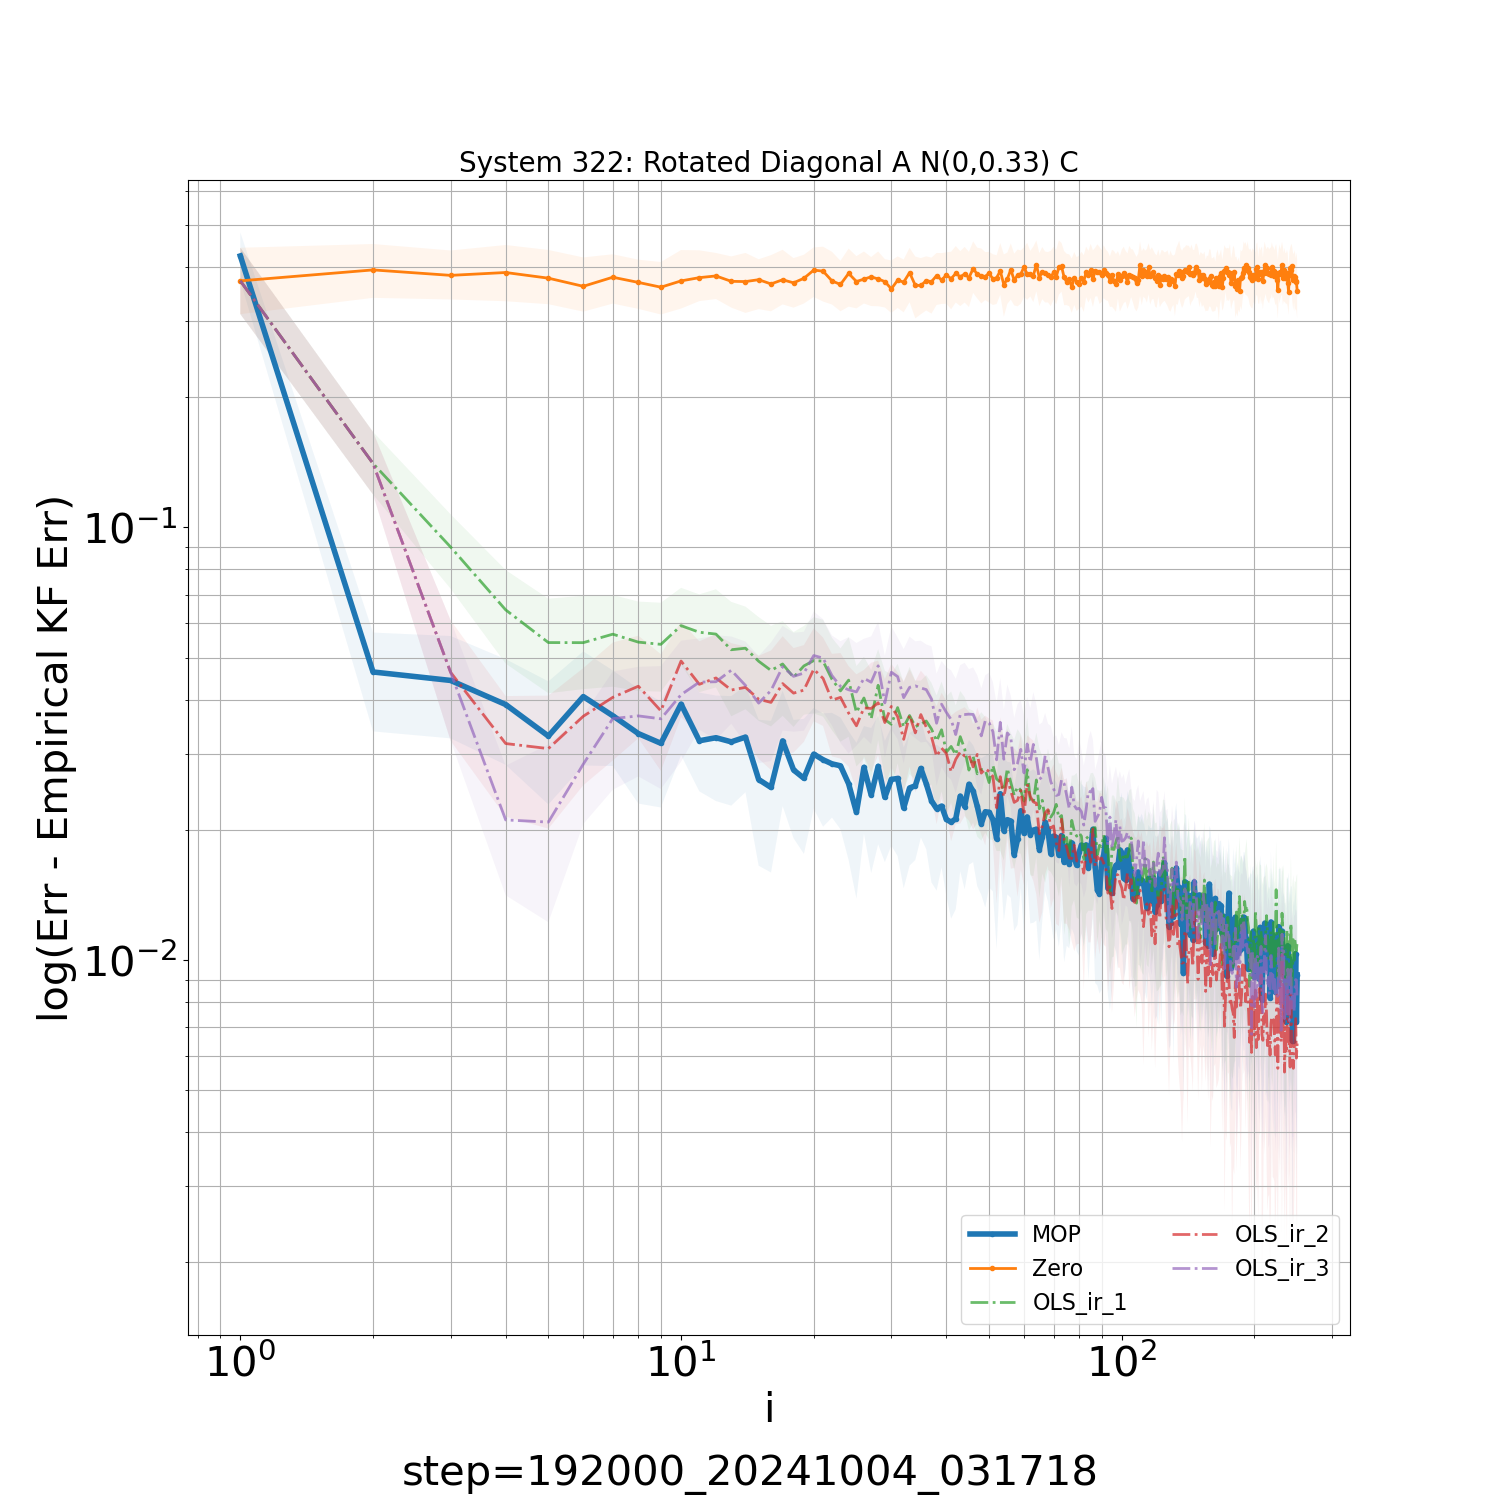 System 322: Rotated Diagonal A N(0,0.33) C
log(Err - Empirical KF Err)
10⁻¹
10⁻²
10⁰ 10¹ 10²
i
MOP
Zero
OLS_ir_1
OLS_ir_2
OLS_ir_3
step=192000_20241004_031718